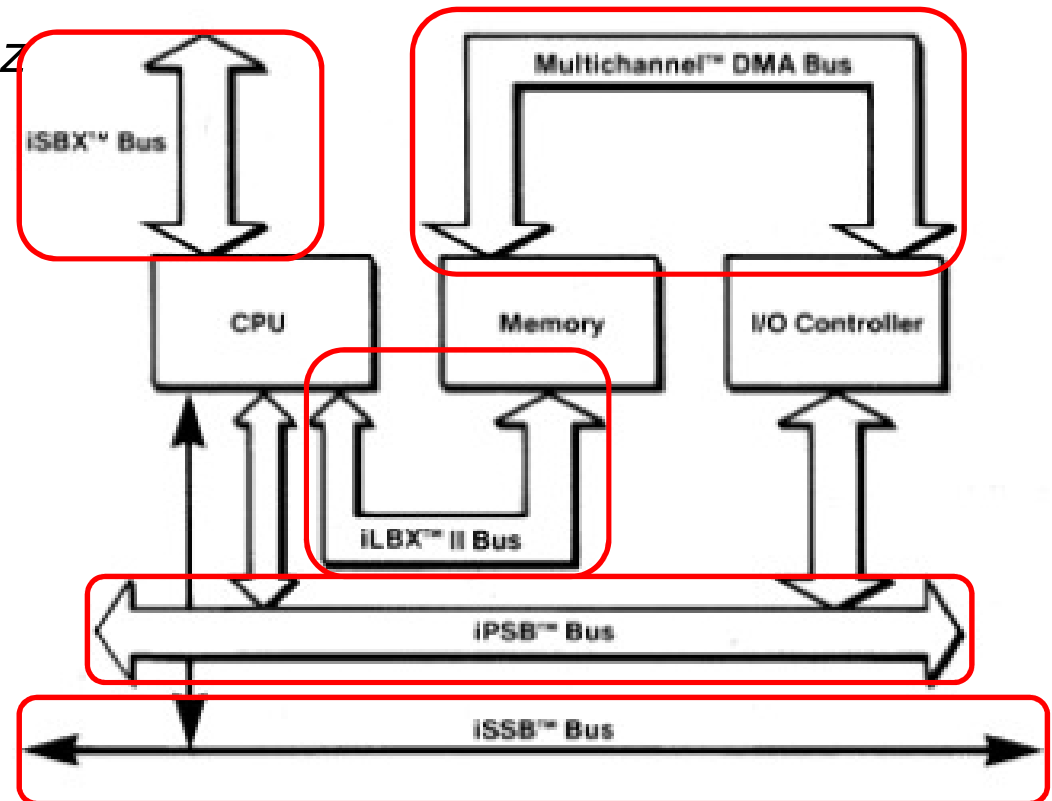 z
Multichannel™ DMA Bus
iSBX™ Bus
CPU
Memory
I/O Controller
iLBX™ II Bus
iPSB™ Bus
iSSB™ Bus